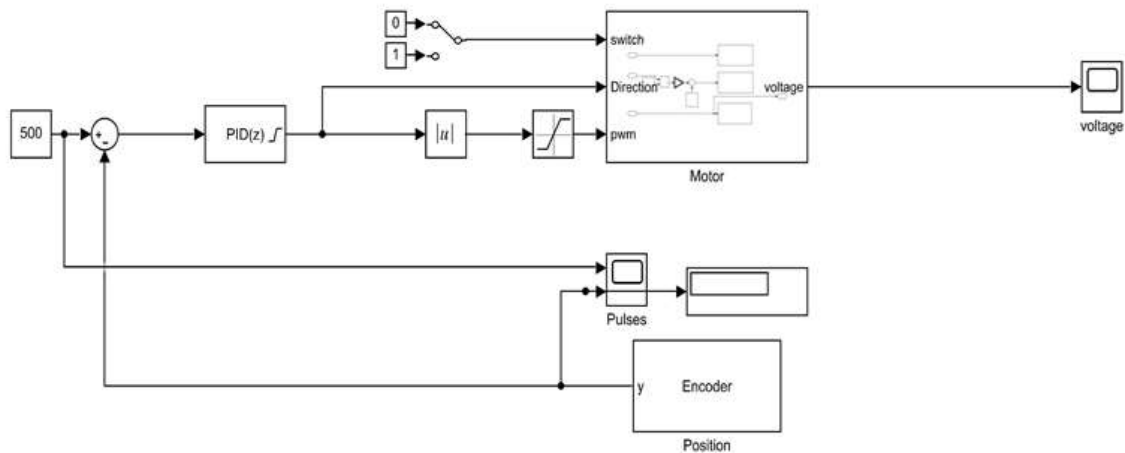 0
switch
1
Direction
voltage
500
+
-
PID(z)
|u|
pwm
voltage
Motor
Pulses
y
Encoder
Position